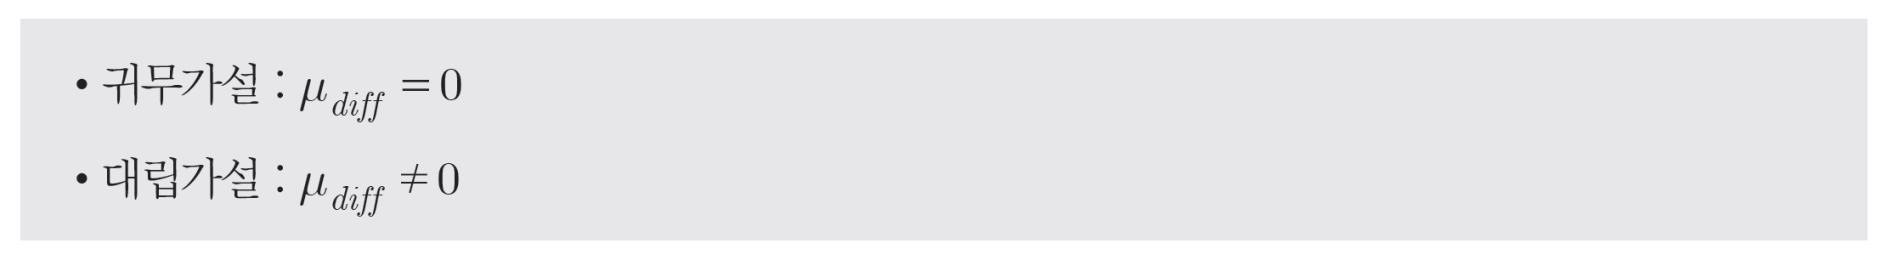 • 귀무가설 : μ_diff = 0
• 대립가설 : μ_diff ≠ 0